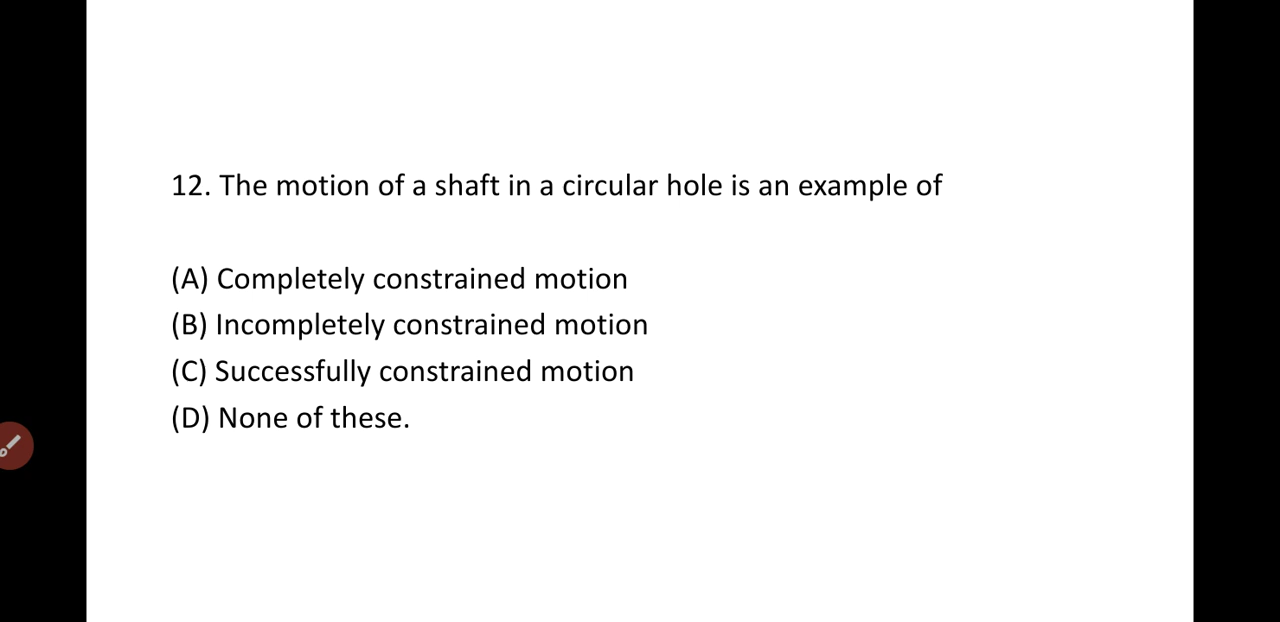 12. The motion of a shaft in a circular hole is an example of
(A) Completely constrained motion
(B) Incompletely constrained motion
(C) Successfully constrained motion
(D) None of these.